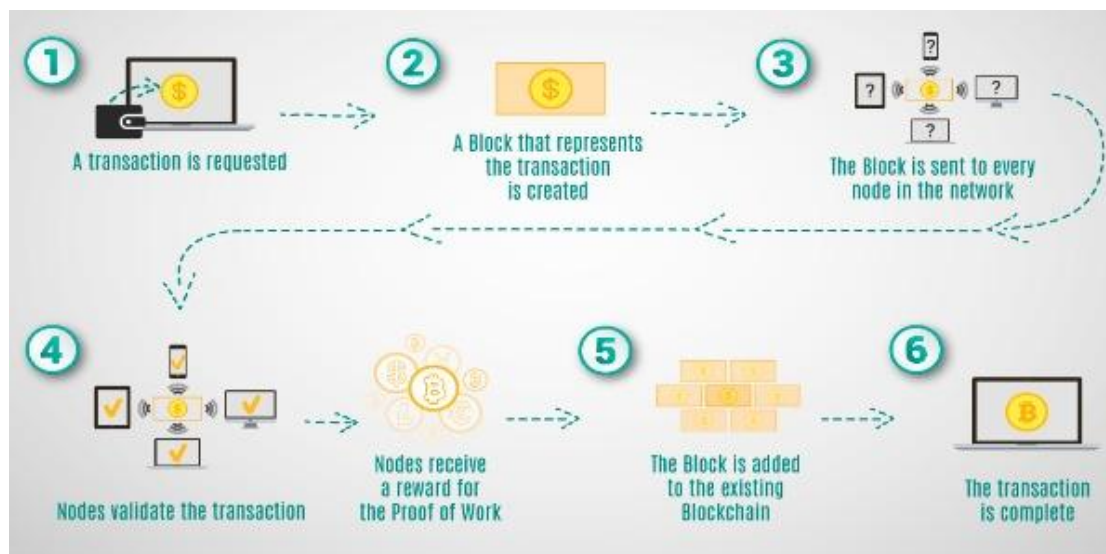 1
A transaction is requested
2
A Block that represents
the transaction
is created
3
The Block is sent to every
node in the network
4
Nodes validate the transaction
Nodes receive
a reward for
the Proof of Work
5
The Block is added
to the existing
Blockchain
6
The transaction
is complete